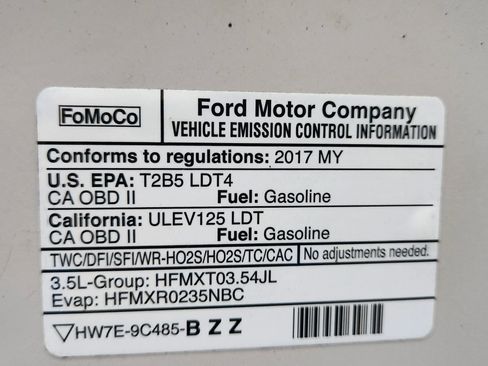 FoMoCo
Ford Motor Company
VEHICLE EMISSION CONTROL INFORMATION
Conforms to regulations: 2017 MY
U.S. EPA: T2B5 LDT4
CA OBD II Fuel: Gasoline
California: ULEV125 LDT
CA OBD II Fuel: Gasoline
TWC/DFI/SFI/WR-HO2S/HO2S/TC/CAC No adjustments needed.
3.5L-Group: HFMXT03.54JL
Evap: HFMXR0235NBC
▽HW7E-9C485-BZZ